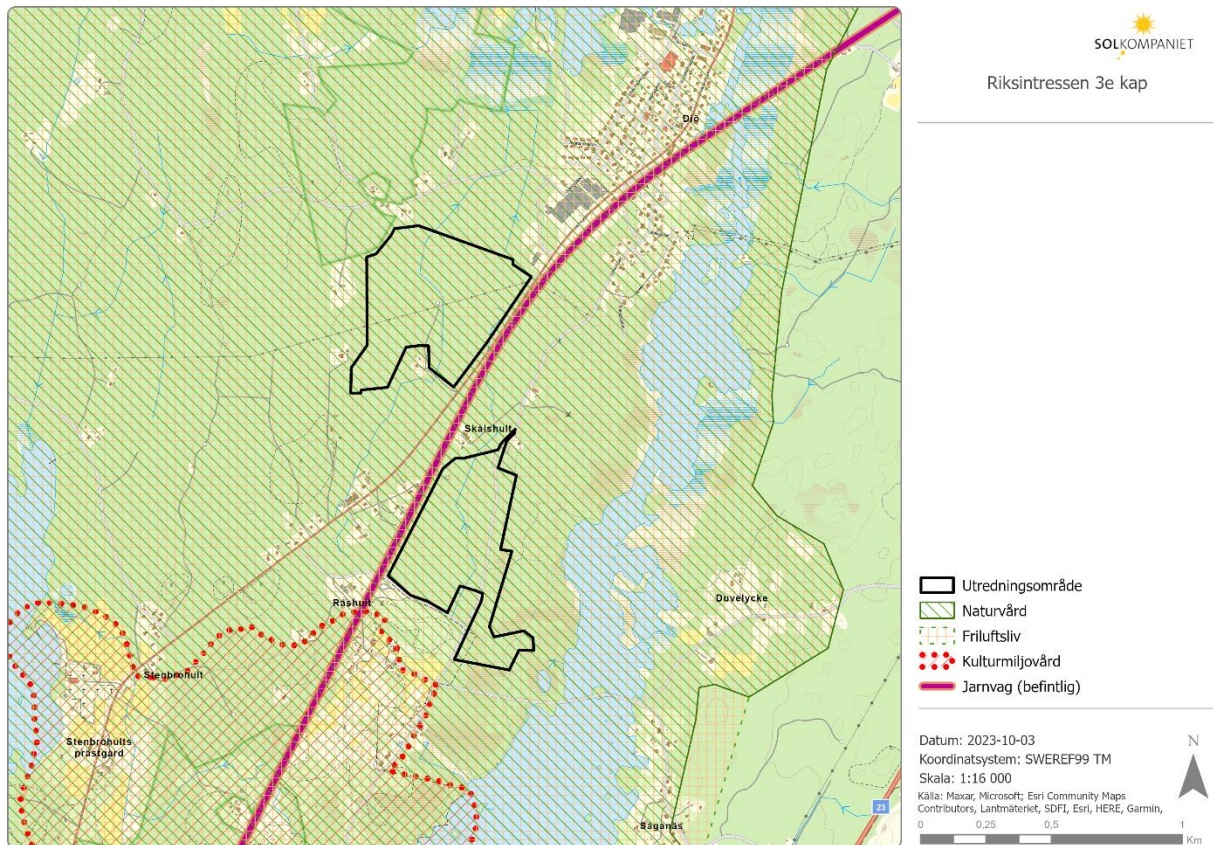 SOLKOMPANIET
Riksintressen 3e kap
Diö
Skälshult
Råshult
Duvelycke
Stenbrohult
Stenbrohults
prästgård
Såganäs
23
Utredningsområde
Naturvård
Friluftsliv
Kulturmiljovård
Jarnvag (befintlig)
Datum: 2023-10-03
Koordinatsystem: SWEREF99 TM
Skala: 1:16 000
Källa: Maxar, Microsoft; Esri Community Maps
Contributors, Lantmäteriet, SDFI, Esri, HERE, Garmin,
N
0 0,25 0,5 1
Km